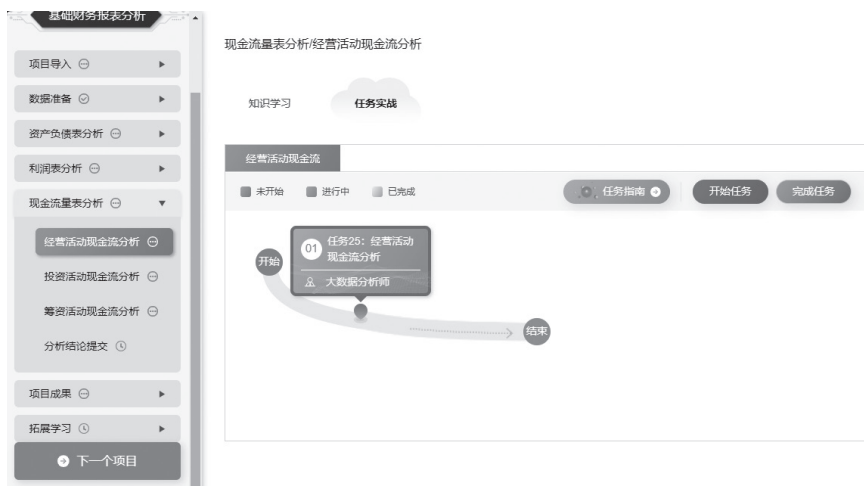 基础财务报表分析
项目导入
数据准备
资产负债表分析
利润表分析
现金流量表分析
经营活动现金流分析
投资活动现金流分析
筹资活动现金流分析
分析结论提交
项目成果
拓展学习
下一个项目
现金流量表分析/经营活动现金流分析
知识学习 任务实战
经营活动现金流
未开始 进行中 已完成 任务指南 开始任务 完成任务
开始
01 任务25：经营活动
现金流分析
大数据分析师
结束